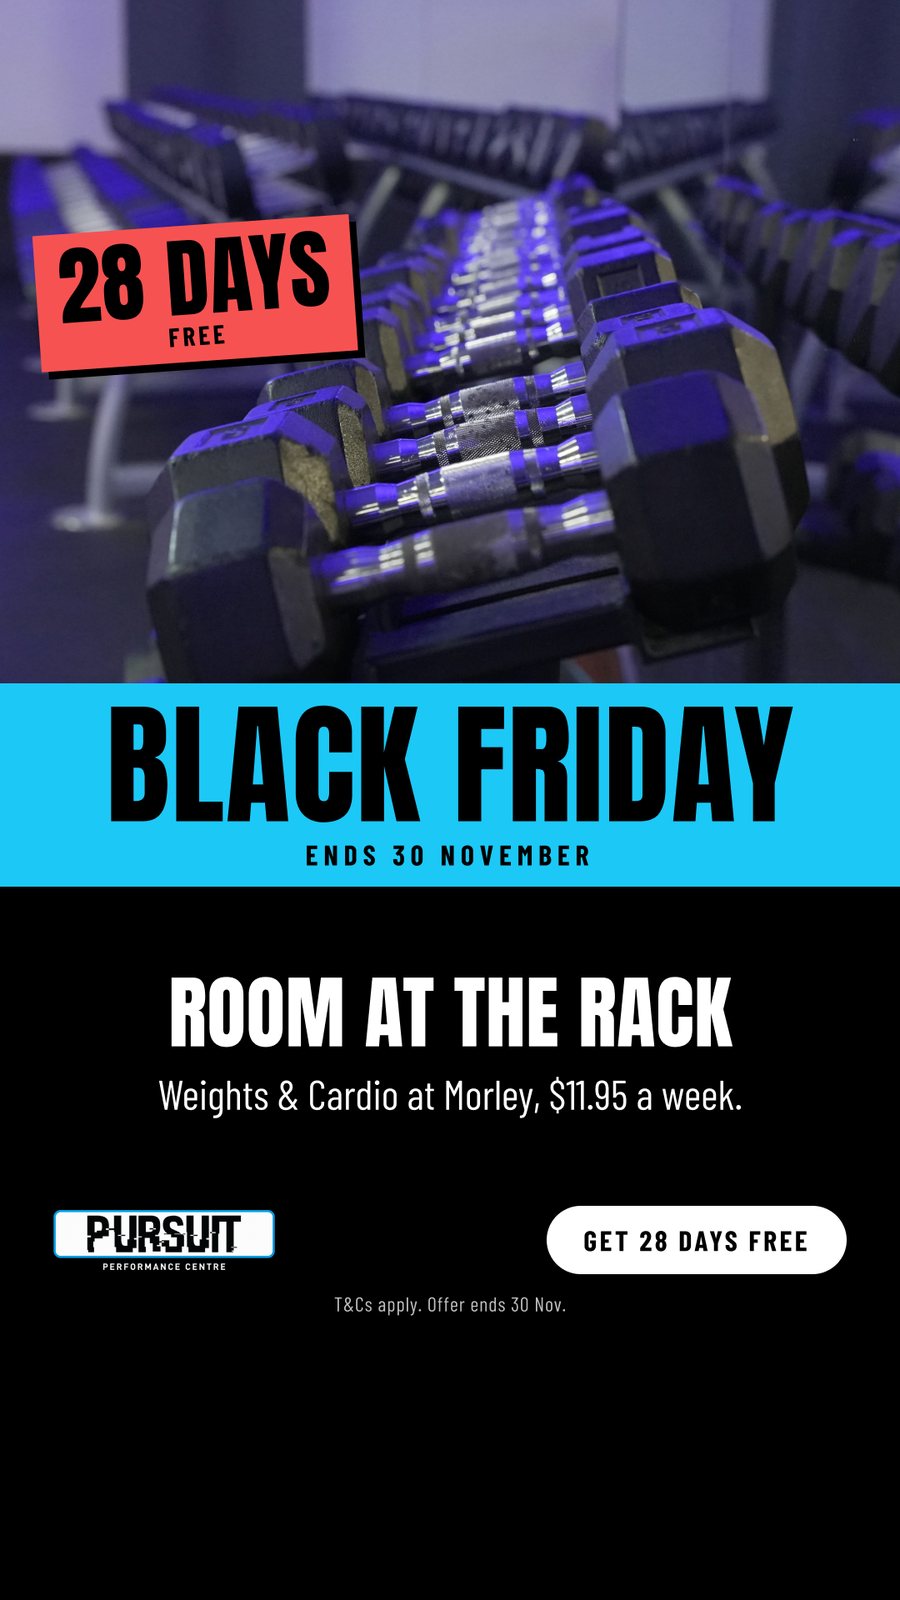 28 DAYS
FREE
BLACK FRIDAY
ENDS 30 NOVEMBER
ROOM AT THE RACK
Weights & Cardio at Morley, $11.95 a week.
PURSUIT
PERFORMANCE CENTRE
GET 28 DAYS FREE
T&Cs apply. Offer ends 30 Nov.